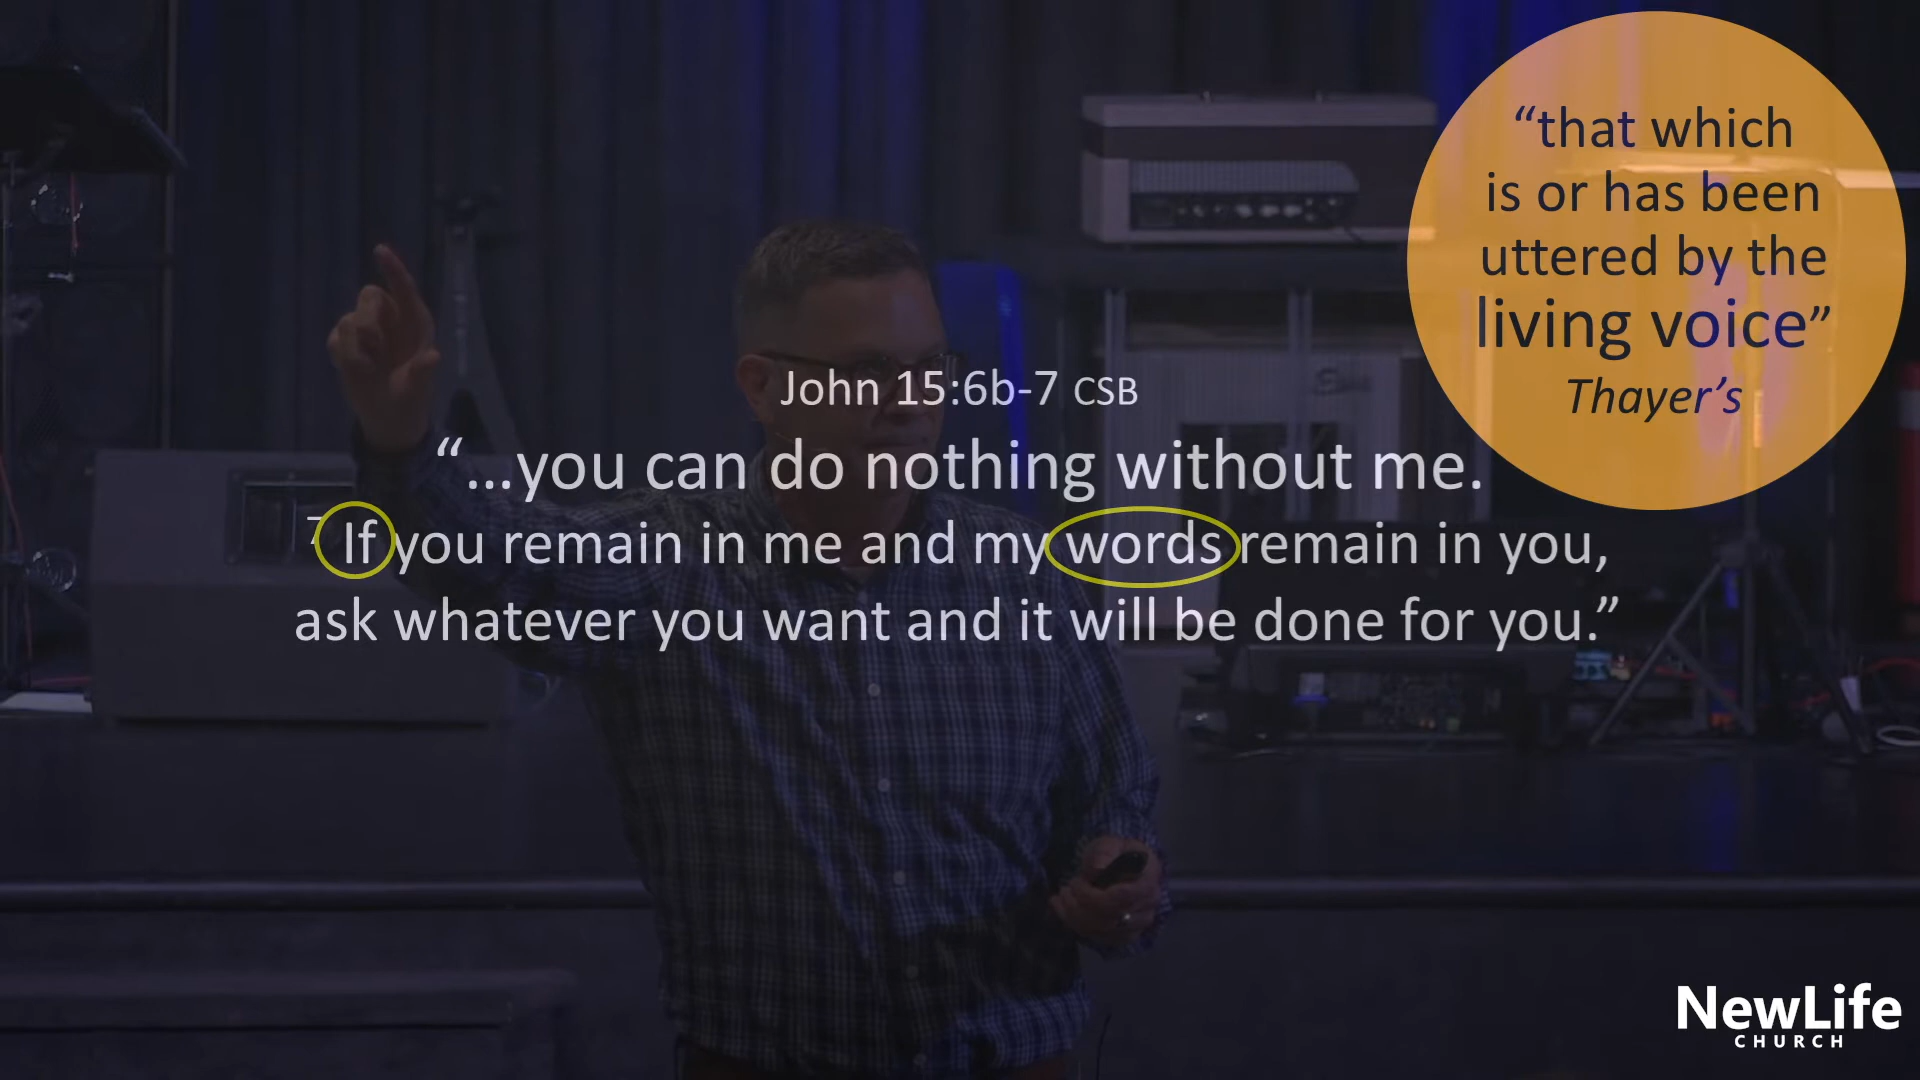 “that which
is or has been
uttered by the
living voice”
Thayer’s
John 15:6b-7 CSB
“...you can do nothing without me.
7 If you remain in me and my words remain in you,
ask whatever you want and it will be done for you.”
NewLife
CHURCH